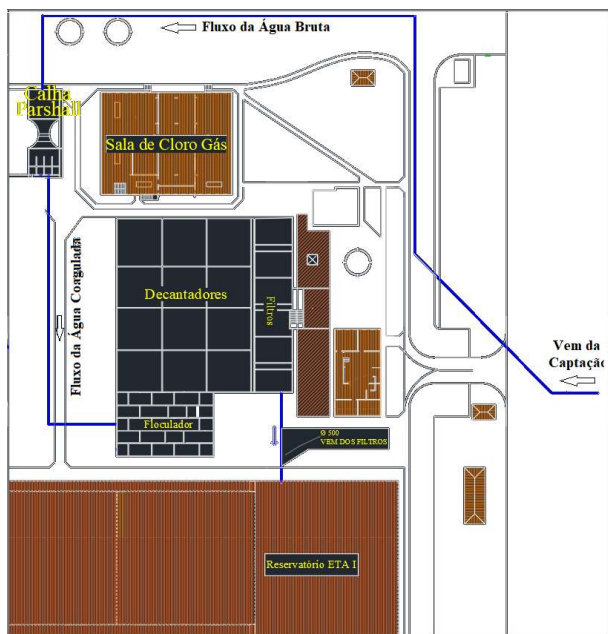 Fluxo da Água Bruta
Calha
Parshall
Sala de Cloro Gás
Fluxo da Água Coagulada
Decantadores
Filtros
Vem da
Captação
Floculador
Ø 500
VEM DOS FILTROS
Reservatório ETA I